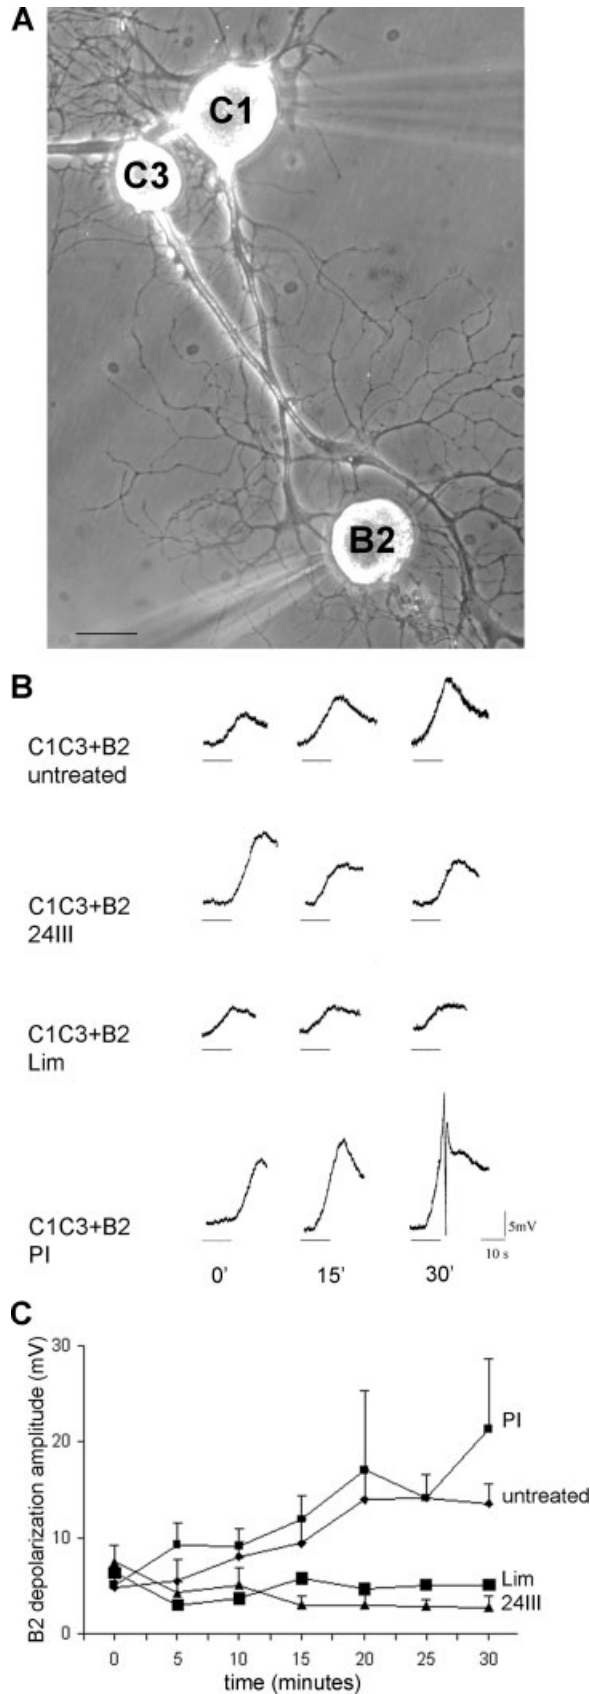 A
C1
C3
B2
B
C1C3+B2
untreated
C1C3+B2
24III
C1C3+B2
Lim
C1C3+B2
PI
5mV
10 s
0' 15' 30'
C
B2 depolarization amplitude (mV)
30
20
10
0
PI
untreated
Lim
24III
0 5 10 15 20 25 30
time (minutes)